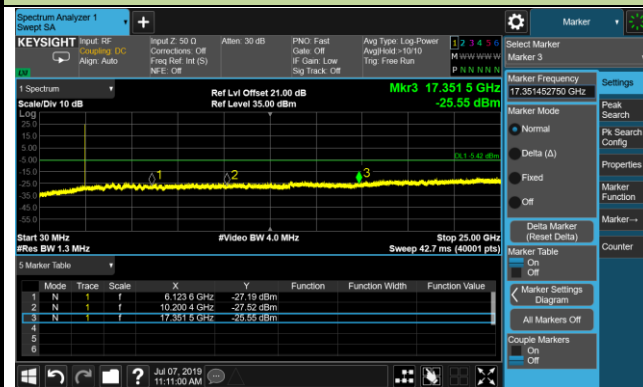 Spectrum Analyzer 1
Swept SA
+
Marker
KEYSIGHT
Input: RF
Coupling: DC
Align: Auto
Input Z: 50 Ω
Corrections: Off
Freq Ref: Int (S)
NFE: Off
Atten: 30 dB
PNO: Fast
Gate: Off
IF Gain: Low
Sig Track: Off
Avg Type: Log-Power
Avg|Hold:>10/10
Trig: Free Run
1 2 3 4 5 6
M W W W W W
P N N N N N
LXI
Select Marker
Marker 3
1 Spectrum
Scale/Div 10 dB
Log
Ref Lvl Offset 21.00 dB
Ref Level 35.00 dBm
Mkr3 17.351 5 GHz
-25.55 dBm
25.0
15.0
5.00
-5.00
-15.0
-25.0
-35.0
-45.0
-55.0
DL1 -5.42 dBm
1
2
3
Start 30 MHz
#Res BW 1.3 MHz
#Video BW 4.0 MHz
Stop 25.00 GHz
Sweep 42.7 ms (40001 pts)
5 Marker Table
Mode Trace Scale X Y Function Function Width Function Value
1 N 1 f 6.123 6 GHz -27.19 dBm
2 N 1 f 10.200 4 GHz -27.52 dBm
3 N 1 f 17.351 5 GHz -25.55 dBm
4
5
6
Marker Frequency
17.351452750 GHz
Marker Mode
Normal
Delta (Δ)
Fixed
Off
Delta Marker
(Reset Delta)
Marker Table
On
Off
Marker Settings
Diagram
All Markers Off
Couple Markers
On
Off
Settings
Peak
Search
Pk Search
Config
Properties
Marker
Function
Marker→
Counter
?
Jul 07, 2019
11:11:00 AM